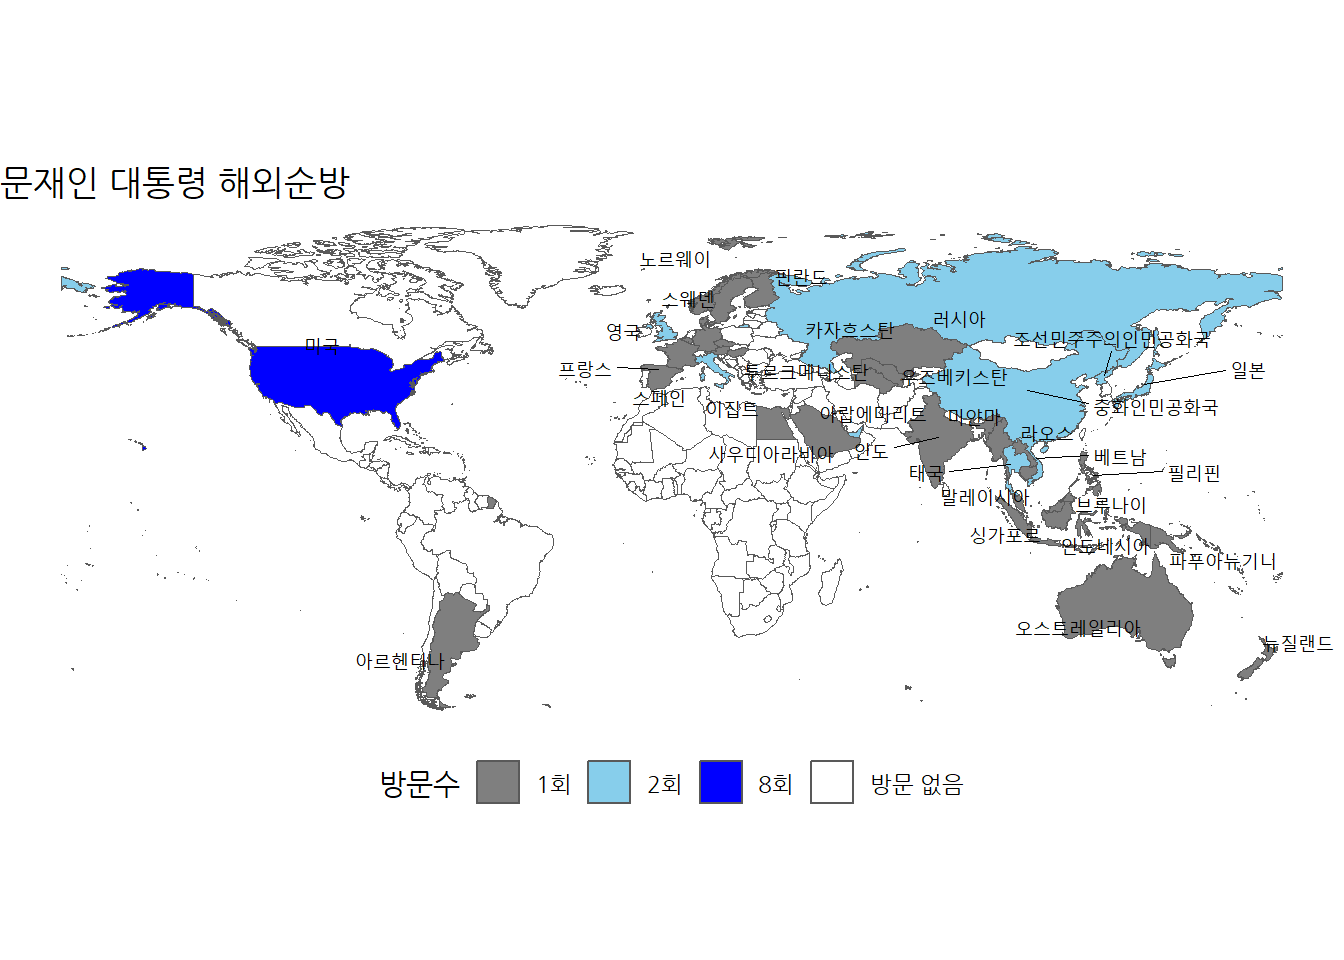 문재인 대통령 해외순방
노르웨이
핀란드
스웨덴
러시아
영국
카자흐스탄
조선민주주의인민공화국
미국
프랑스
투르크메니스탄
우즈베키스탄
일본
스페인
이집트
아랍에미리트
미얀마
중화인민공화국
라오스
사우디아라비아
인도
베트남
태국
필리핀
말레이시아
브루나이
싱가포르
인도네시아
파푸아뉴기니
오스트레일리아
뉴질랜드
아르헨티나
방문수 1회 2회 8회 방문 없음